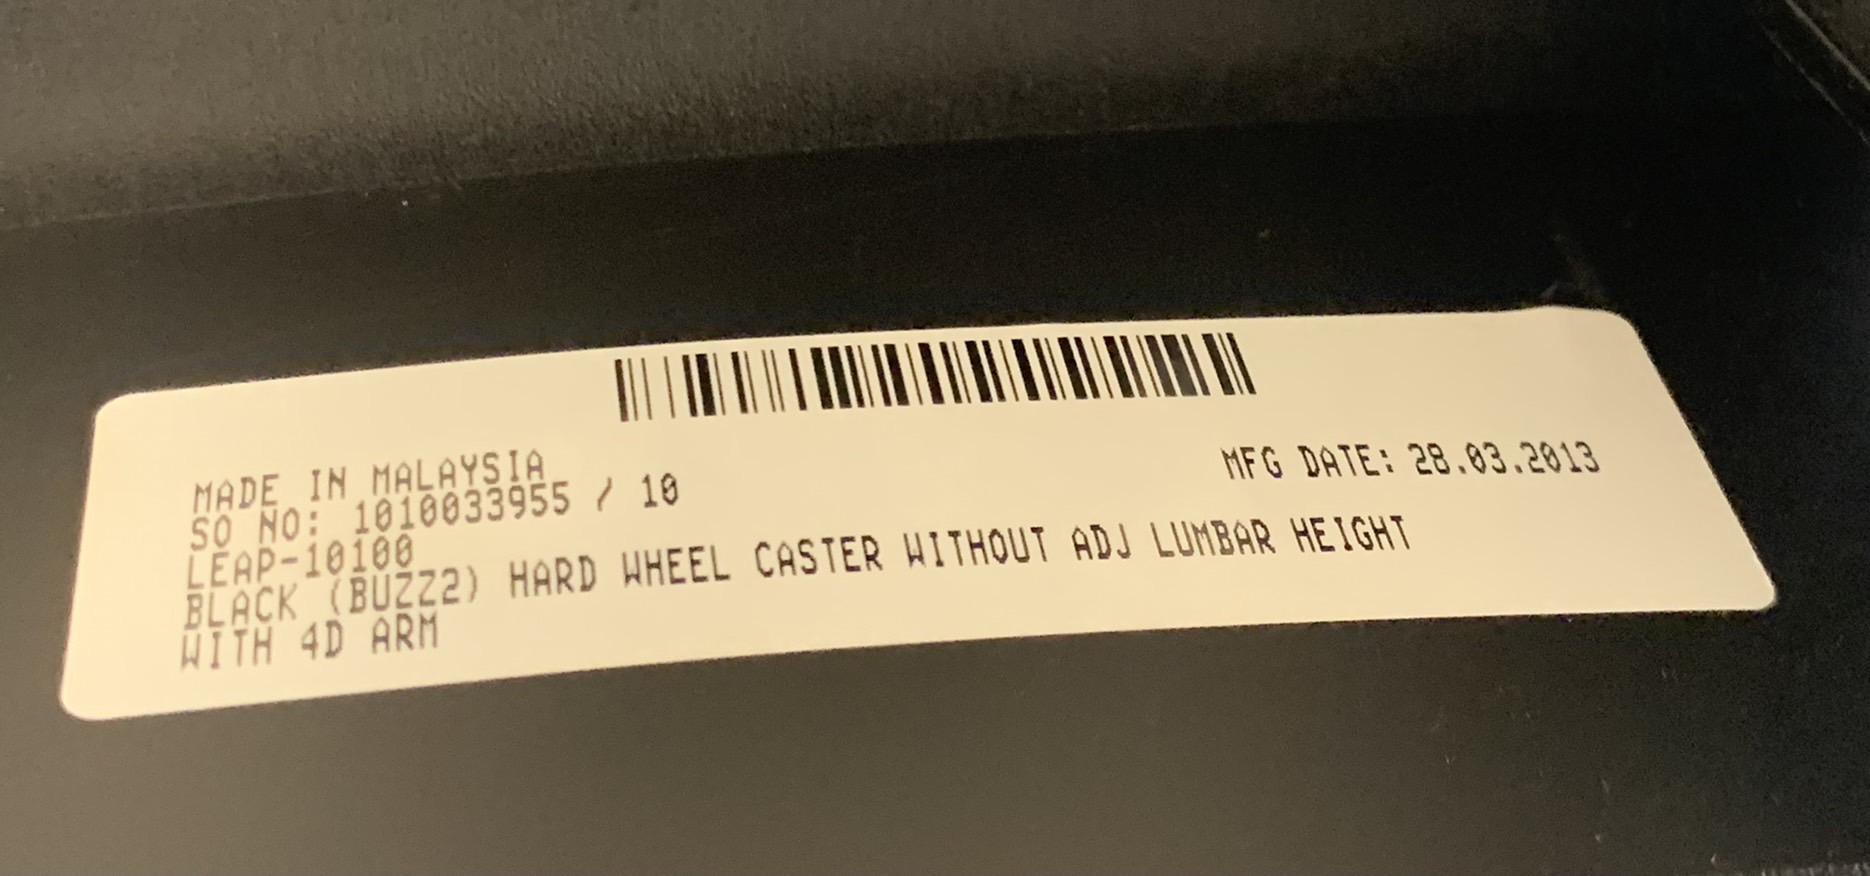 MADE IN MALAYSIA
SO NO: 1010033955 / 10
MFG DATE: 28.03.2013
LEAP-10100
BLACK (BUZZ2) HARD WHEEL CASTER WITHOUT ADJ LUMBAR HEIGHT
WITH 4D ARM